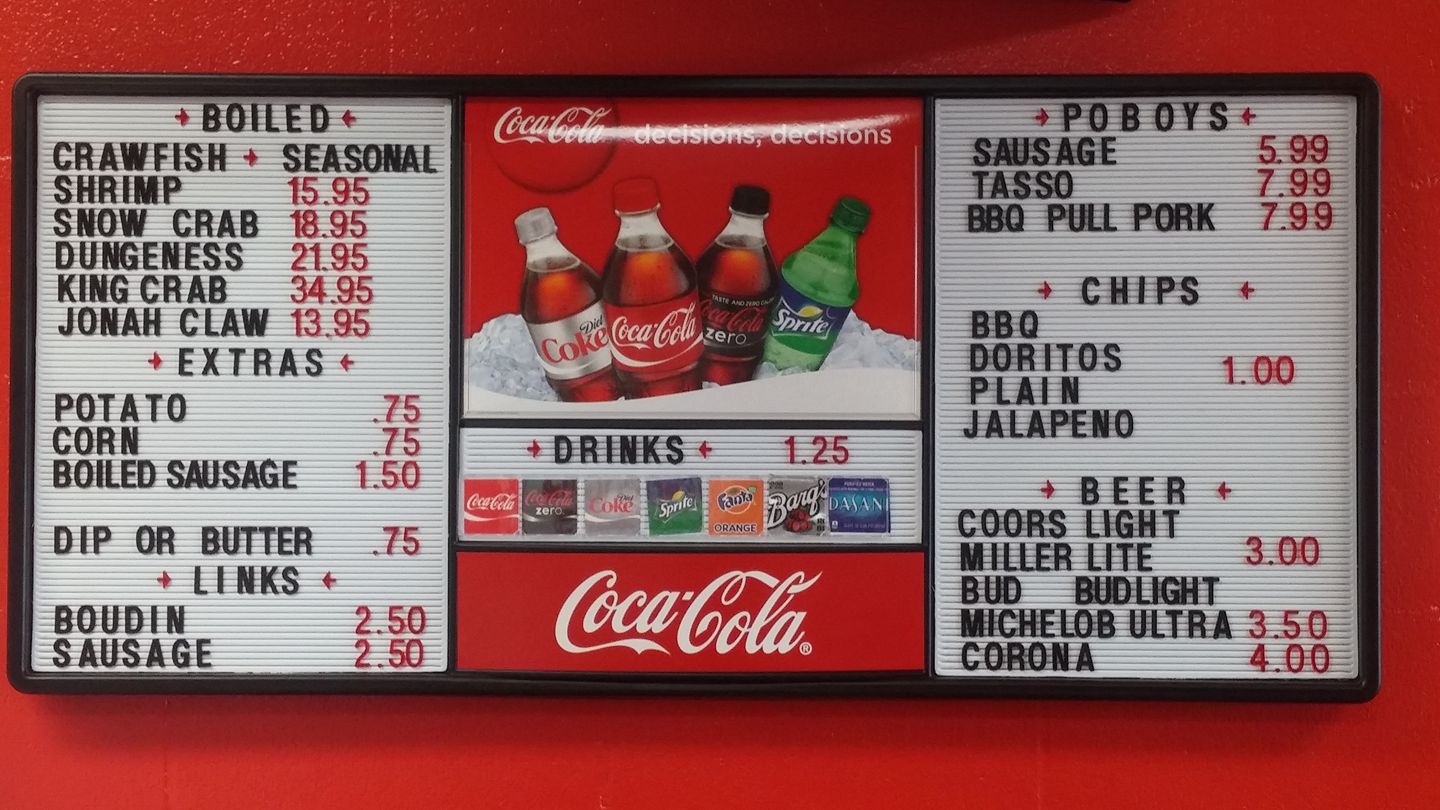 BOILED
CRAWFISH SEASONAL
SHRIMP 15.95
SNOW CRAB 18.95
DUNGENESS 21.95
KING CRAB 34.95
JONAH CLAW 13.95
EXTRAS
POTATO .75
CORN .75
BOILED SAUSAGE 1.50
DIP OR BUTTER .75
LINKS
BOUDIN 2.50
SAUSAGE 2.50
Coca-Cola decisions, decisions
Diet Coke
Coca-Cola
TASTE AND ZERO
Coca-Cola zero
Sprite
DRINKS 1.25
Coca-Cola
Coca-Cola zero
Diet Coke
Sprite
Fanta ORANGE
Barq's
DASANI
Coca-Cola®
POBOYS
SAUSAGE 5.99
TASSO 7.99
BBQ PULL PORK 7.99
CHIPS
BBQ
DORITOS 1.00
PLAIN
JALAPENO
BEER
COORS LIGHT
MILLER LITE 3.00
BUD BUDLIGHT
MICHELOB ULTRA 3.50
CORONA 4.00